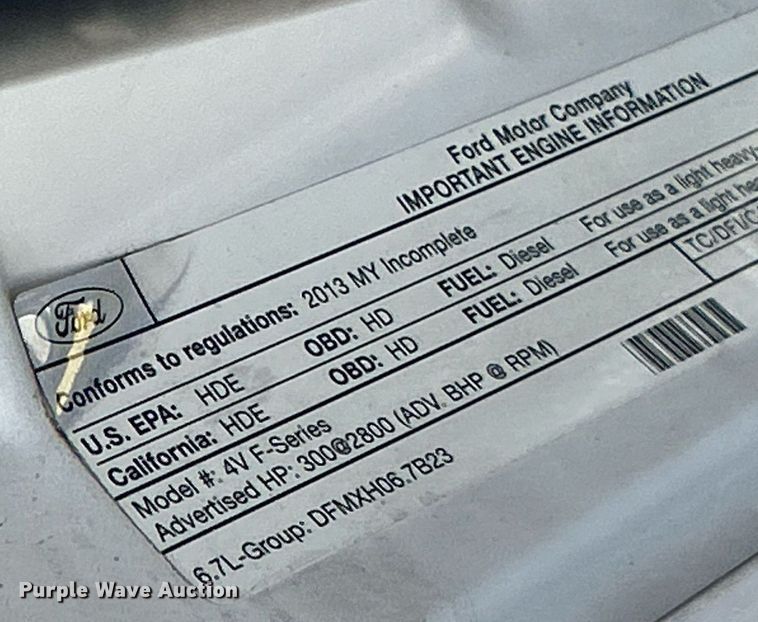 Ford Motor Company
IMPORTANT ENGINE INFORMATION
Ford
Conforms to regulations: 2013 MY Incomplete
U.S. EPA: HDE OBD: HD FUEL: Diesel For use as a light heavy
California: HDE OBD: HD FUEL: Diesel For use as a light
Model #: 4V F-Series
Advertised HP: 300@2800 (ADV. BHP @ RPM)
6.7L-Group: DFMXH06.7B23
Purple Wave Auction